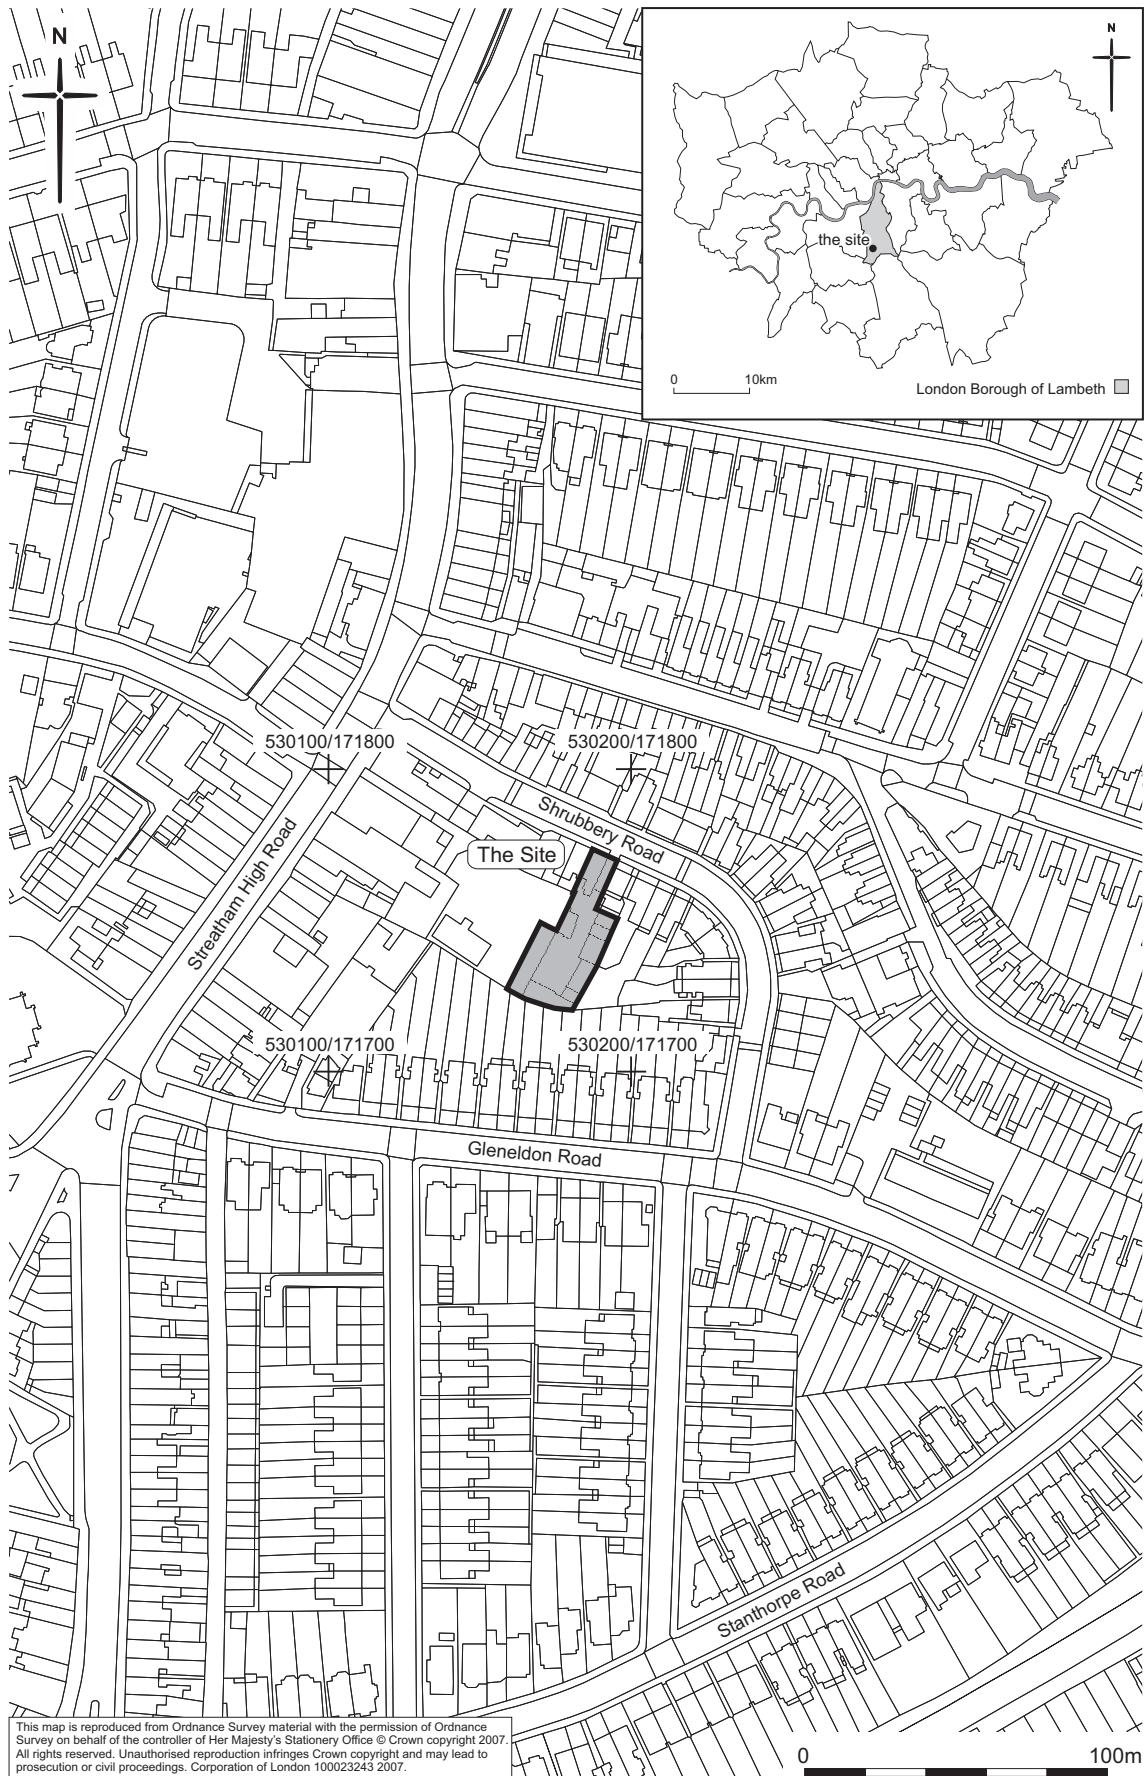 N
N
the site
0 10km
London Borough of Lambeth
530100/171800
530200/171800
Shrubbery Road
The Site
Streatham High Road
530100/171700
530200/171700
Gleneldon Road
Stanthorpe Road
This map is reproduced from Ordnance Survey material with the permission of Ordnance
Survey on behalf of the controller of Her Majesty's Stationery Office © Crown copyright 2007.
All rights reserved. Unauthorised reproduction infringes Crown copyright and may lead to
prosecution or civil proceedings. Corporation of London 100023243 2007.
0 100m